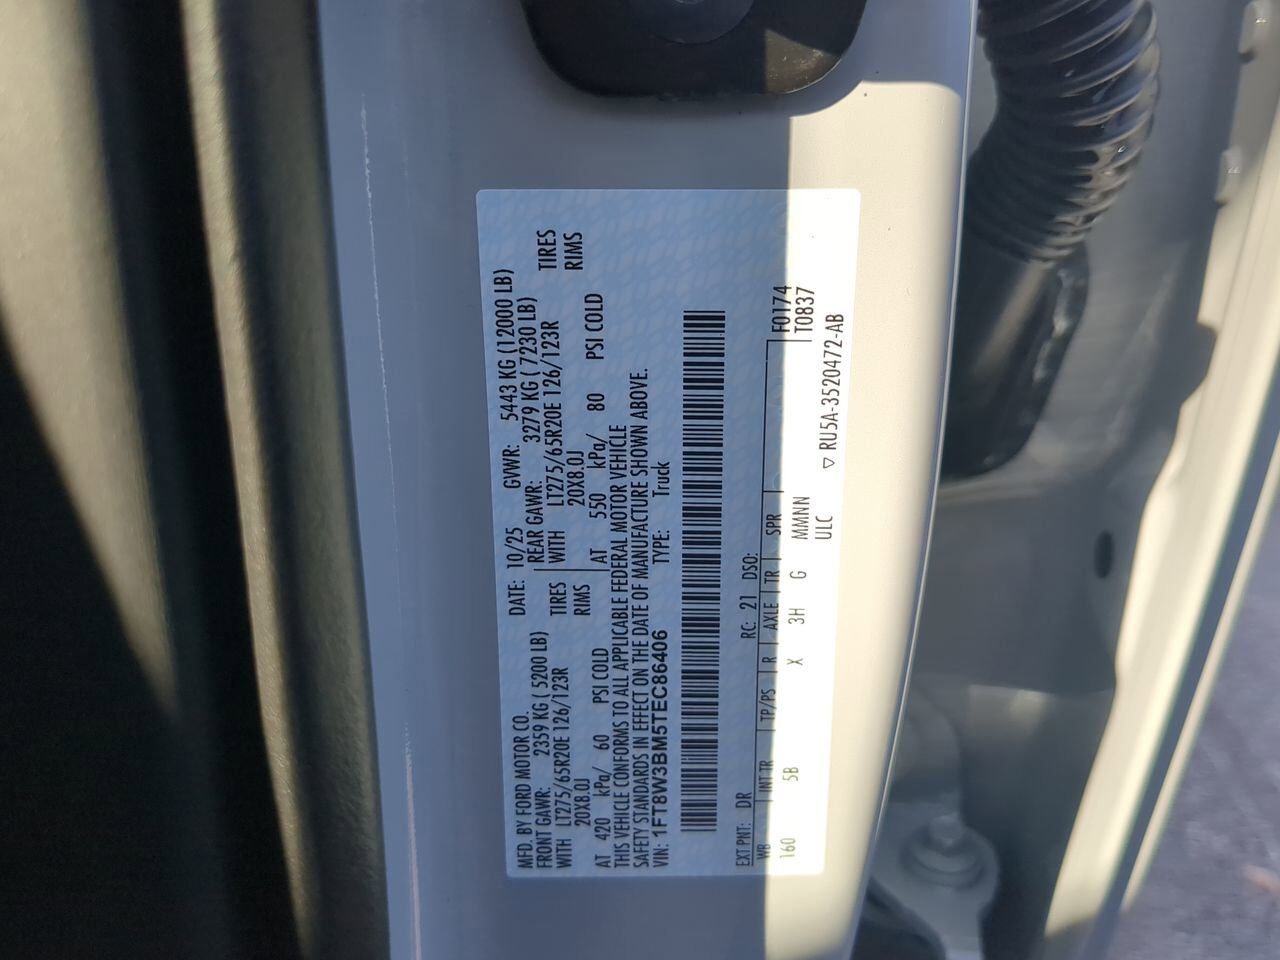 MFD. BY FORD MOTOR CO. DATE: 10/25 GVWR: 5443 KG (12000 LB)
FRONT GAWR: 2359 KG ( 5200 LB) REAR GAWR: 3279 KG ( 7230 LB)
WITH LT275/65R20E 126/123R TIRES WITH LT275/65R20E 126/123R TIRES
20X8.0J RIMS 20X8.0J RIMS
AT 420 kPa/ 60 PSI COLD AT 550 kPa/ 80 PSI COLD
THIS VEHICLE CONFORMS TO ALL APPLICABLE FEDERAL MOTOR VEHICLE
SAFETY STANDARDS IN EFFECT ON THE DATE OF MANUFACTURE SHOWN ABOVE.
VIN: 1FT8W3BM5TEC86406 TYPE: Truck
EXT PNT: DR RC: 21 DSO:
WB INT TR TP/PS R AXLE TR SPR F0174
160 5B X 3H G MMNN T0837
ULC ▽ RU5A-3520472-AB